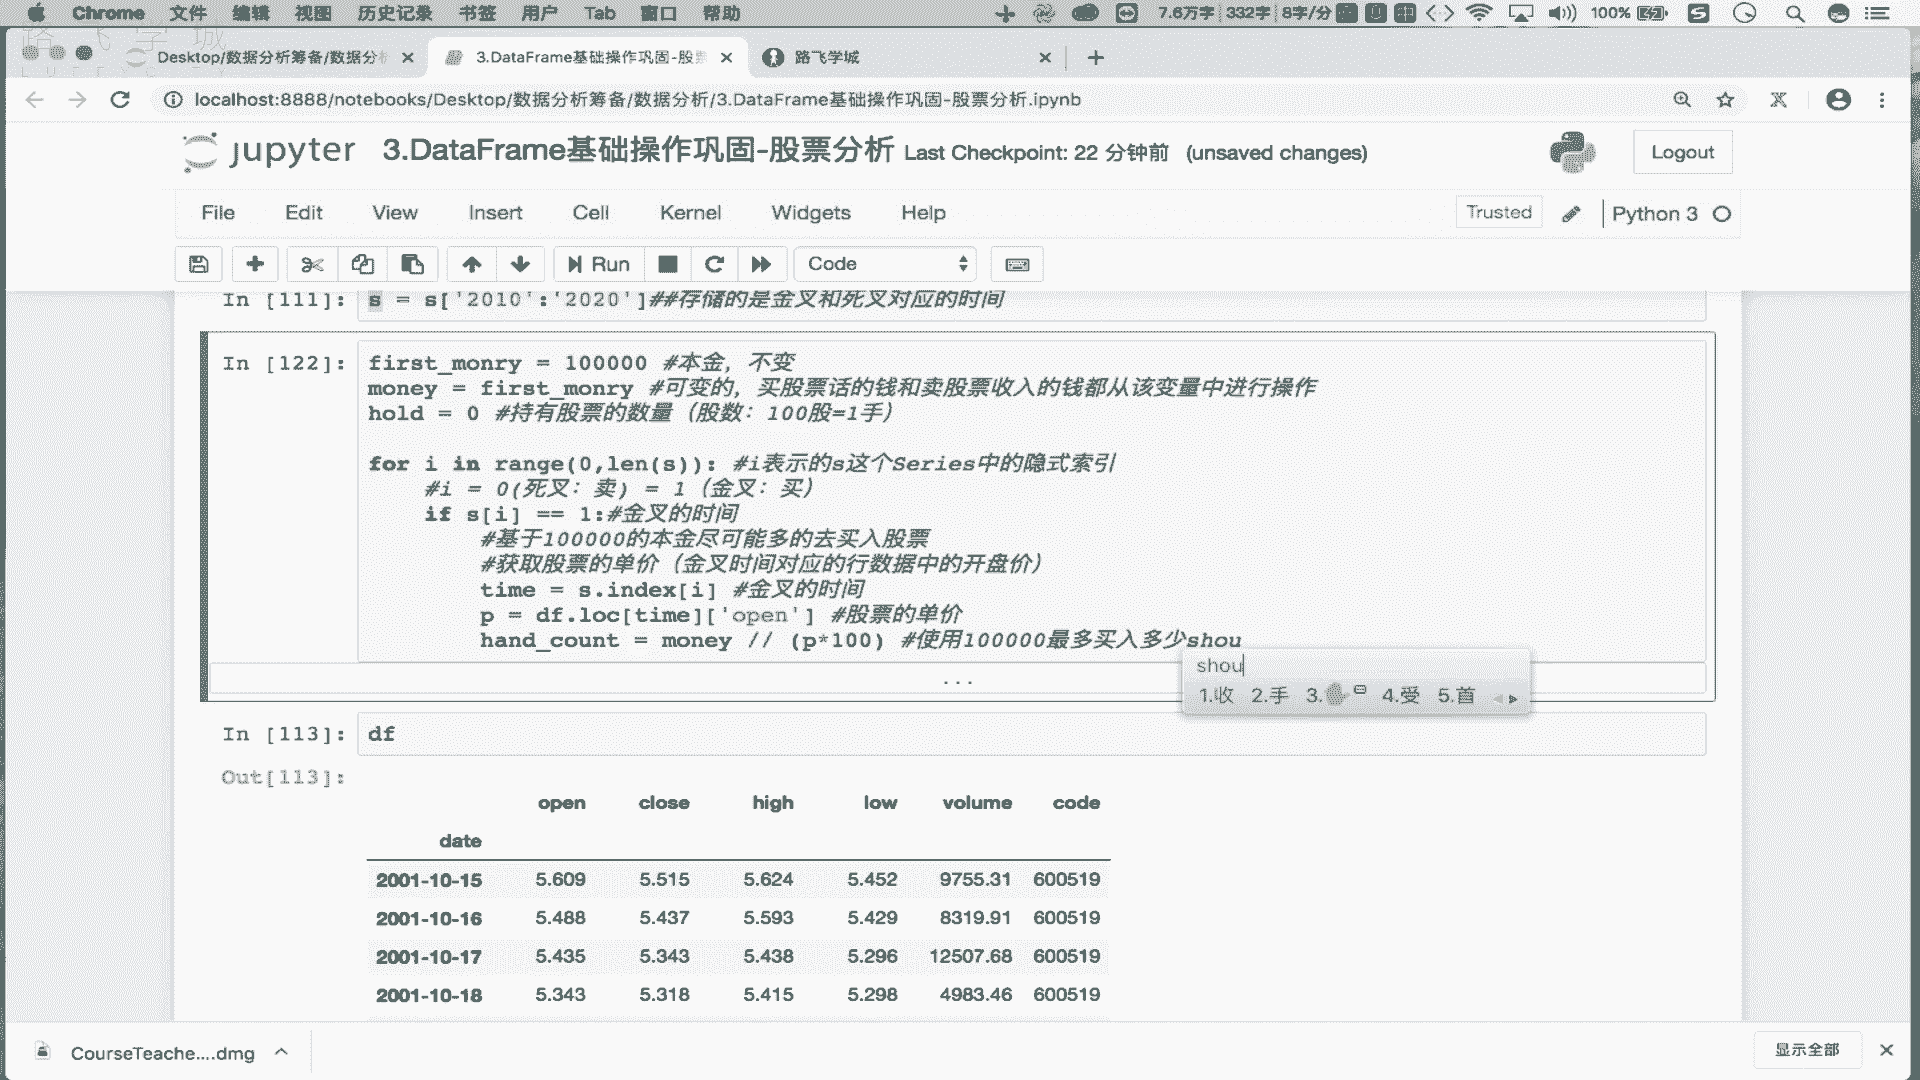 Chrome 文件 编辑 视图 历史记录 书签 用户 Tab 窗口 帮助 7.6万字 332字 8字/分 100%
路飞学城
Desktop/数据分析筹备/数据分析 3.DataFrame基础操作巩固-股票 路飞学城
localhost:8888/notebooks/Desktop/数据分析筹备/数据分析/3.DataFrame基础操作巩固-股票分析.ipynb
jupyter 3.DataFrame基础操作巩固-股票分析 Last Checkpoint: 22 分钟前 (unsaved changes) Logout
File Edit View Insert Cell Kernel Widgets Help Trusted Python 3
Run Code
In [111]: s = s['2010':'2020']##存储的是金叉和死叉对应的时间
In [122]: first_monry = 100000 #本金，不变
money = first_monry #可变的，买股票话的钱和卖股票收入的钱都从该变量中进行操作
hold = 0 #持有股票的数量（股数：100股=1手）
for i in range(0,len(s)): #i表示的s这个Series中的隐式索引
#i = 0(死叉：卖) = 1（金叉：买）
if s[i] == 1:#金叉的时间
#基于100000的本金尽可能多的去买入股票
#获取股票的单价（金叉时间对应的行数据中的开盘价）
time = s.index[i] #金叉的时间
p = df.loc[time]['open'] #股票的单价
hand_count = money // (p*100) #使用100000最多买入多少shou
shou
...
1.收 2.手 3. 4.受 5.首
In [113]: df
Out[113]:
open close high low volume code
date
2001-10-15 5.609 5.515 5.624 5.452 9755.31 600519
2001-10-16 5.488 5.437 5.593 5.429 8319.91 600519
2001-10-17 5.435 5.343 5.438 5.296 12507.68 600519
2001-10-18 5.343 5.318 5.415 5.298 4983.46 600519
CourseTeache....dmg 显示全部